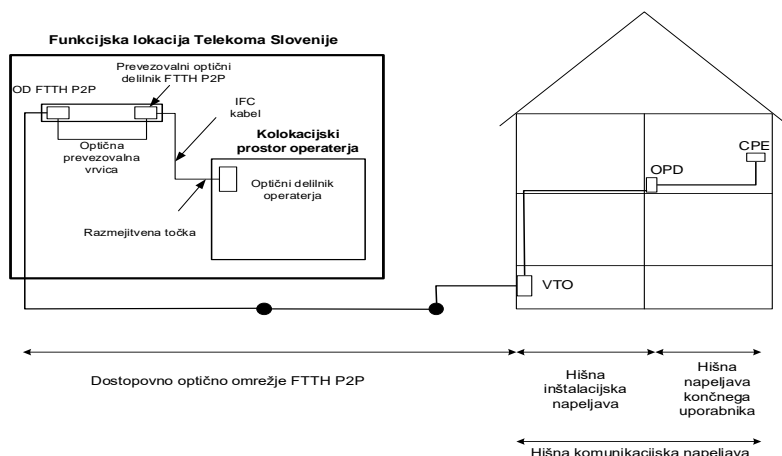 Funkcijska lokacija Telekoma Slovenije
Prevezovalni optični
delilnik FTTH P2P
OD FTTH P2P
IFC
kabel
Optična
prevezovalna
vrvica
Kolokacijski
prostor operaterja
Optični delilnik
operaterja
Razmejitvena točka
CPE
OPD
VTO
Dostopovno optično omrežje FTTH P2P
Hišna
inštalacijska
napeljava
Hišna
napeljava
končnega
uporabnika
Hišna komunikacijska napeljava